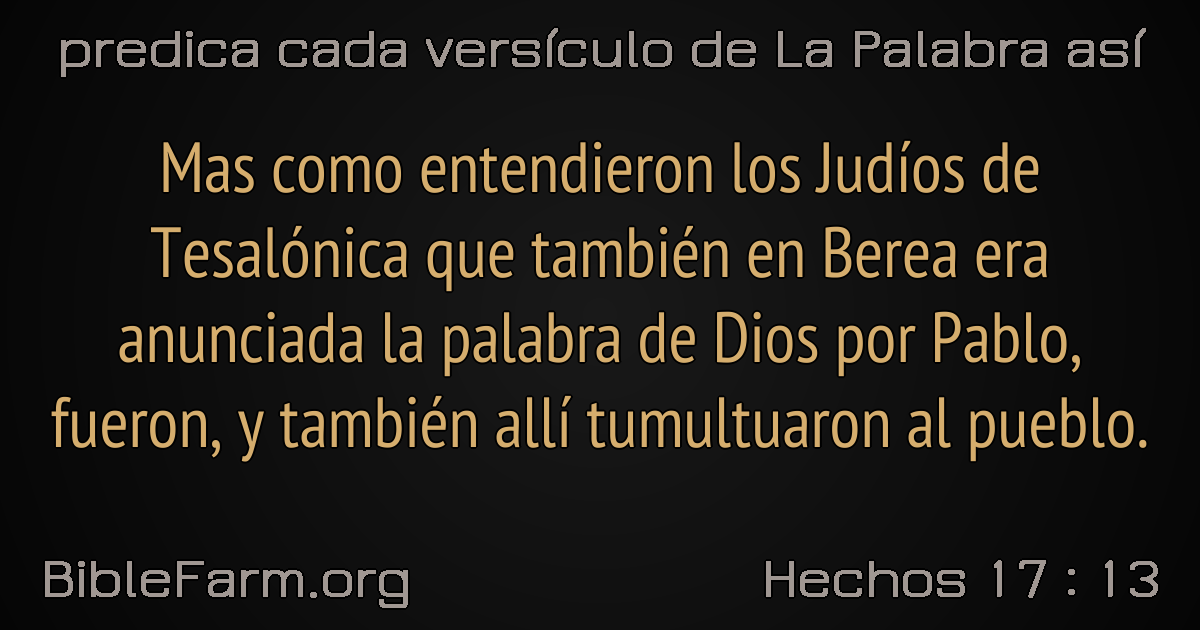 predica cada versículo de La Palabra así
Mas como entendieron los Judíos de
Tesalónica que también en Berea era
anunciada la palabra de Dios por Pablo,
fueron, y también allí tumultuaron al pueblo.
BibleFarm.org
Hechos 17 : 13